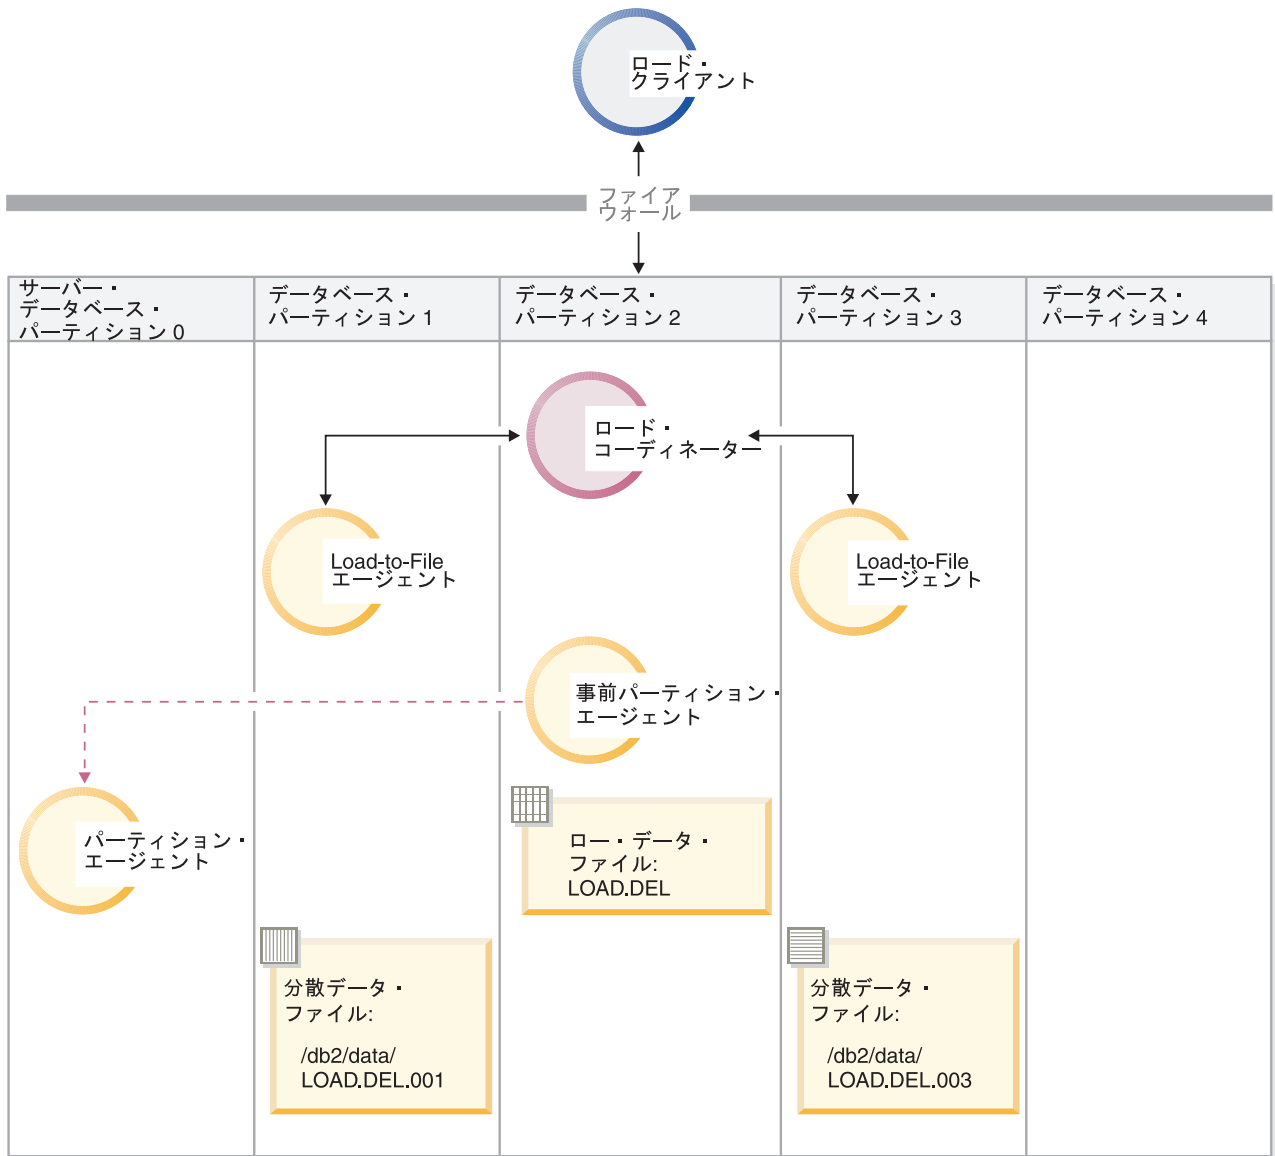 ロード・
クライアント
ファイア
ウォール
サーバー・
データベース・
パーティション 0
データベース・
パーティション 1
データベース・
パーティション 2
データベース・
パーティション 3
データベース・
パーティション 4
ロード・
コーディネーター
Load-to-File
エージェント
Load-to-File
エージェント
事前パーティション・
エージェント
パーティション・
エージェント
ロー・データ・
ファイル:
LOAD.DEL
分散データ・
ファイル:
/db2/data/
LOAD.DEL.001
分散データ・
ファイル:
/db2/data/
LOAD.DEL.003